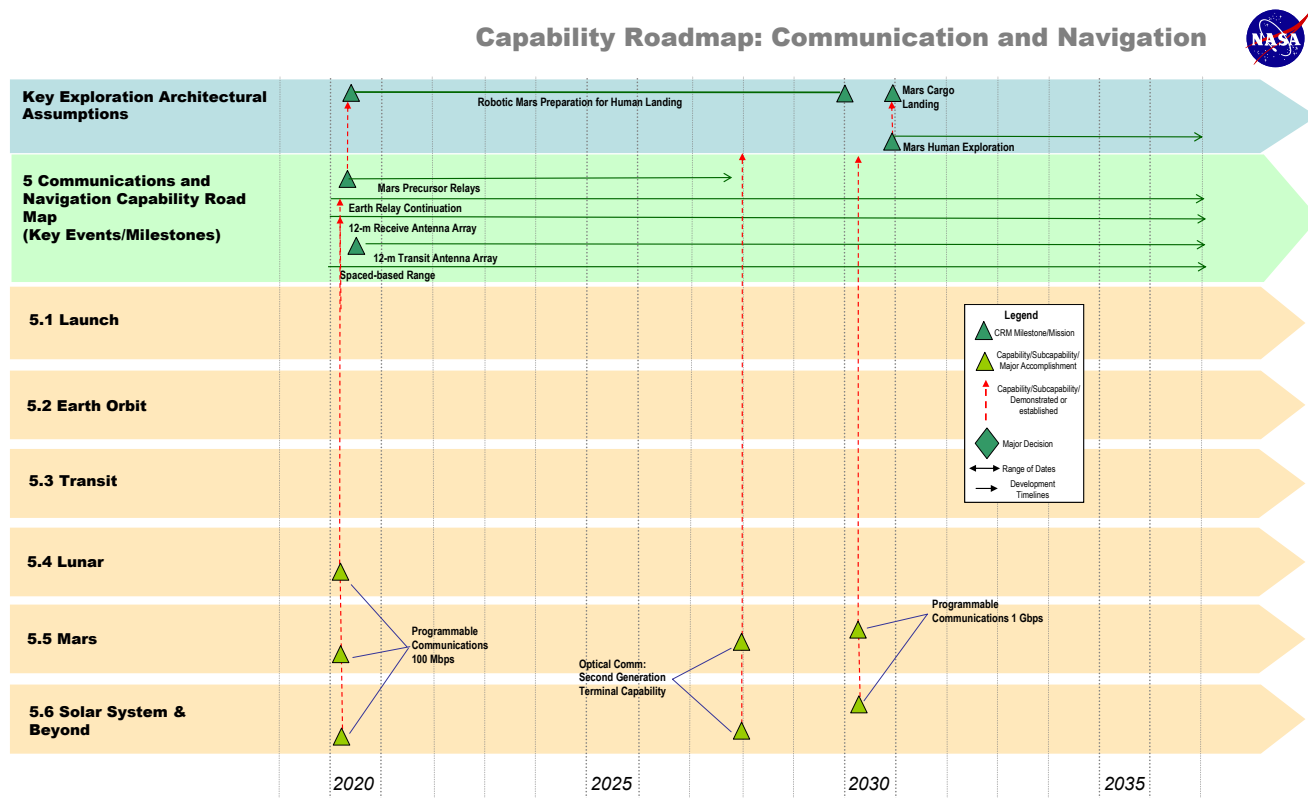 Capability Roadmap: Communication and Navigation
NASA
Key Exploration Architectural
Assumptions
Robotic Mars Preparation for Human Landing
Mars Cargo
Landing
Mars Human Exploration
5 Communications and
Navigation Capability Road
Map
(Key Events/Milestones)
Mars Precursor Relays
Earth Relay Continuation
12-m Receive Antenna Array
12-m Transit Antenna Array
Spaced-based Range
5.1 Launch
Legend
CRM Milestone/Mission
Capability/Subcapability/
Major Accomplishment
Capability/Subcapability/
Demonstrated or
established
Major Decision
Range of Dates
Development
Timelines
5.2 Earth Orbit
5.3 Transit
5.4 Lunar
5.5 Mars
Programmable
Communications
100 Mbps
Optical Comm:
Second Generation
Terminal Capability
Programmable
Communications 1 Gbps
5.6 Solar System &
Beyond
2020
2025
2030
2035